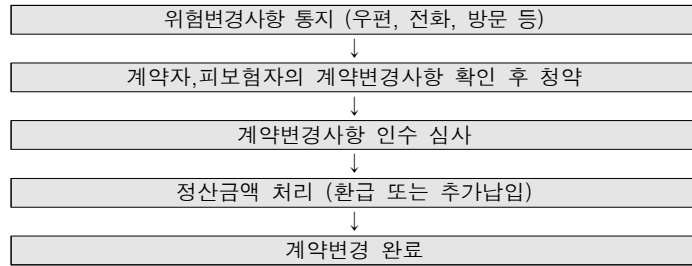 위험변경사항 통지 (우편, 전화, 방문 등)
↓
계약자,피보험자의 계약변경사항 확인 후 청약
↓
계약변경사항 인수 심사
↓
정산금액 처리 (환급 또는 추가납입)
↓
계약변경 완료